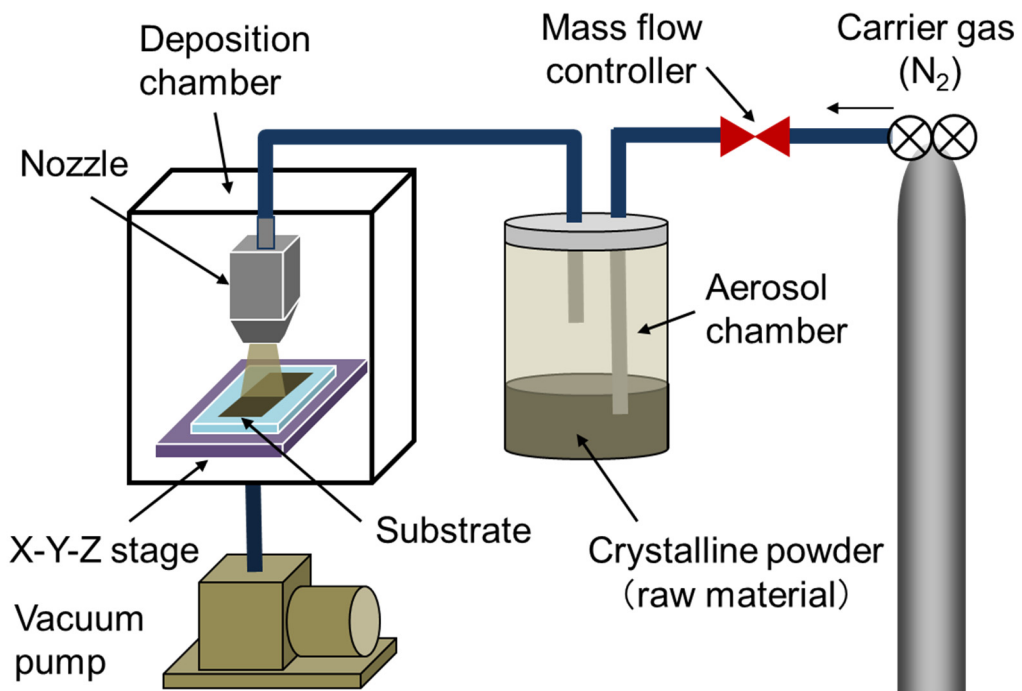 Deposition
chamber
Mass flow
controller
Carrier gas
(N₂)
Nozzle
Aerosol
chamber
X-Y-Z stage
Substrate
Crystalline powder
（raw material）
Vacuum
pump